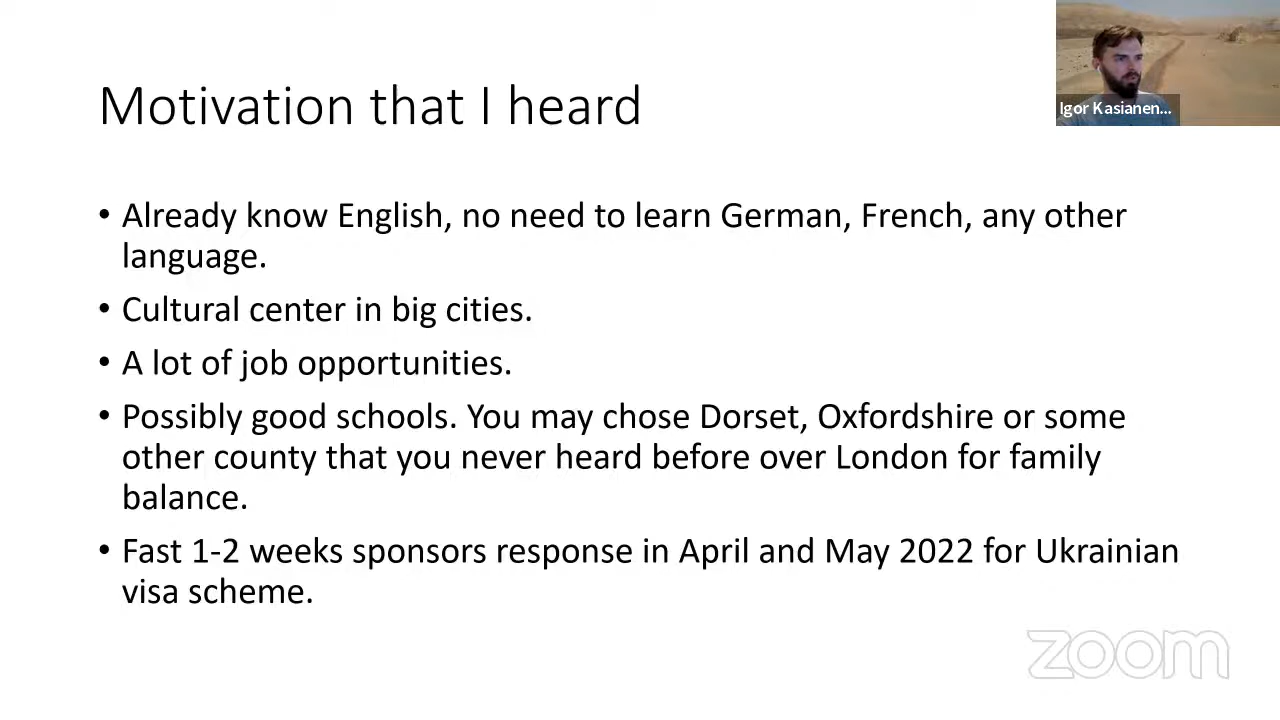 Motivation that I heard
Igor Kasianen...
• Already know English, no need to learn German, French, any other
language.
• Cultural center in big cities.
• A lot of job opportunities.
• Possibly good schools. You may chose Dorset, Oxfordshire or some
other county that you never heard before over London for family
balance.
• Fast 1-2 weeks sponsors response in April and May 2022 for Ukrainian
visa scheme.
zoom